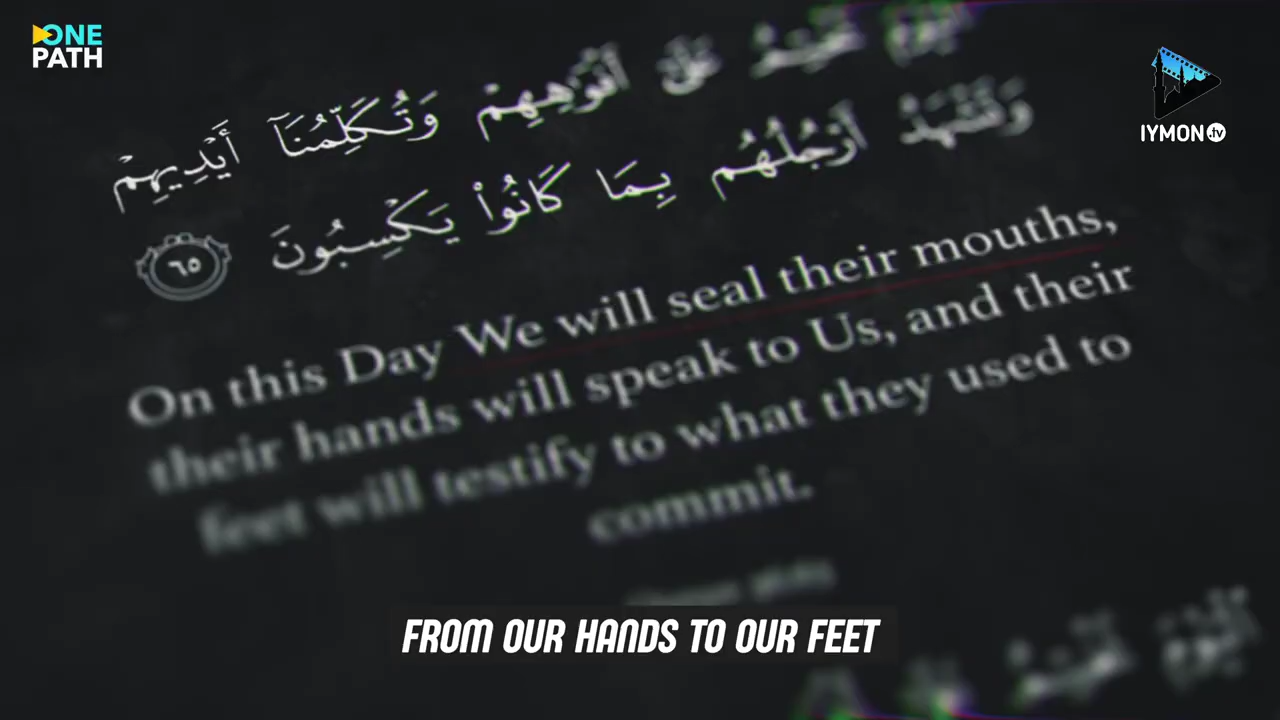 ONE
PATH
IYMON.tv
ٱلْيَوْمَ نَخْتِمُ عَلَىٰٓ أَفْوَٰهِهِمْ وَتُكَلِّمُنَآ أَيْدِيهِمْ
وَتَشْهَدُ أَرْجُلُهُم بِمَا كَانُوا۟ يَكْسِبُونَ ٦٥
On this Day We will seal their mouths,
their hands will speak to Us, and their
feet will testify to what they used to
commit.
FROM OUR HANDS TO OUR FEET